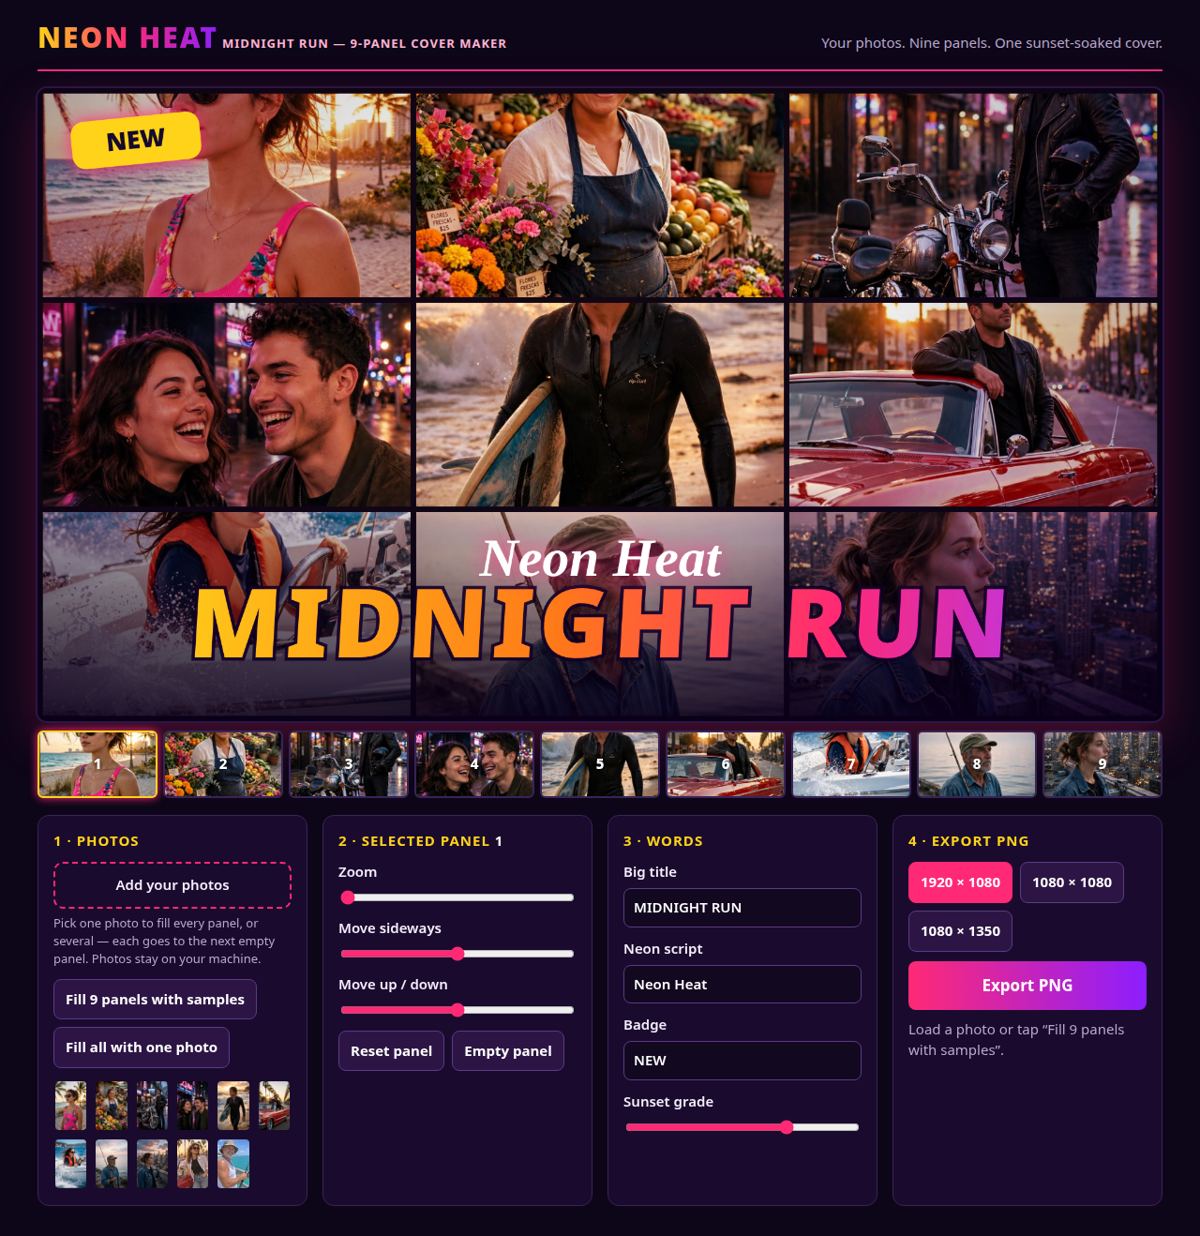 NEON HEAT MIDNIGHT RUN — 9-PANEL COVER MAKER
Your photos. Nine panels. One sunset-soaked cover.
NEW
FLORES
FRESCAS -
$25
FLORES
FRESCAS -
$25
rip curl
Neon Heat
MIDNIGHT RUN
1
2
3
4
5
6
7
8
9
1 · PHOTOS
Add your photos
Pick one photo to fill every panel, or
several — each goes to the next empty
panel. Photos stay on your machine.
Fill 9 panels with samples
Fill all with one photo
2 · SELECTED PANEL 1
Zoom
Move sideways
Move up / down
Reset panel
Empty panel
3 · WORDS
Big title
MIDNIGHT RUN
Neon script
Neon Heat
Badge
NEW
Sunset grade
4 · EXPORT PNG
1920 × 1080
1080 × 1080
1080 × 1350
Export PNG
Load a photo or tap “Fill 9 panels
with samples”.